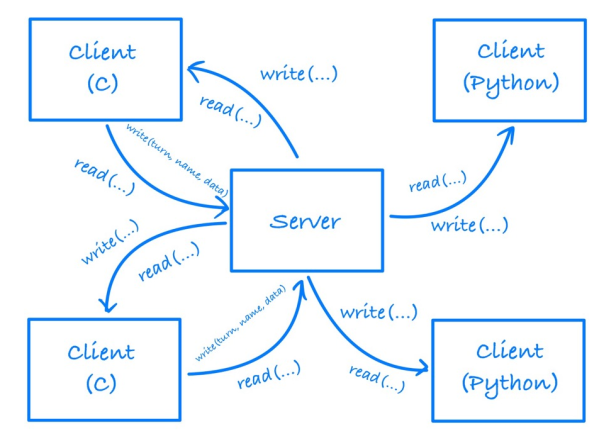 Client
(C)
write(...)
read(...)
Client
(Python)
write(turn, name, data)
read(...)
Server
read(...)
write(...)
write(...)
read(...)
write(turn, name, data)
read(...)
write(...)
read(...)
Client
(C)
Client
(Python)